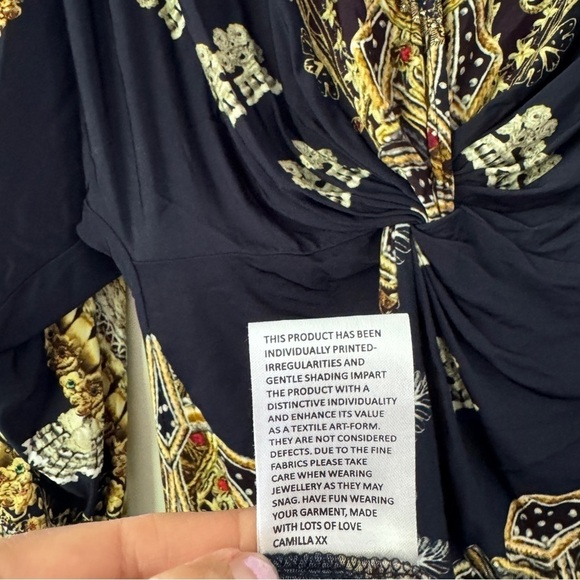 THIS PRODUCT HAS BEEN
INDIVIDUALLY PRINTED-
IRREGULARITIES AND
GENTLE SHADING IMPART
THE PRODUCT WITH A
DISTINCTIVE INDIVIDUALITY
AND ENHANCE ITS VALUE
AS A TEXTILE ART-FORM.
THEY ARE NOT CONSIDERED
DEFECTS. DUE TO THE FINE
FABRICS PLEASE TAKE
CARE WHEN WEARING
JEWELLERY AS THEY MAY
SNAG. HAVE FUN WEARING
YOUR GARMENT, MADE
WITH LOTS OF LOVE
CAMILLA XX